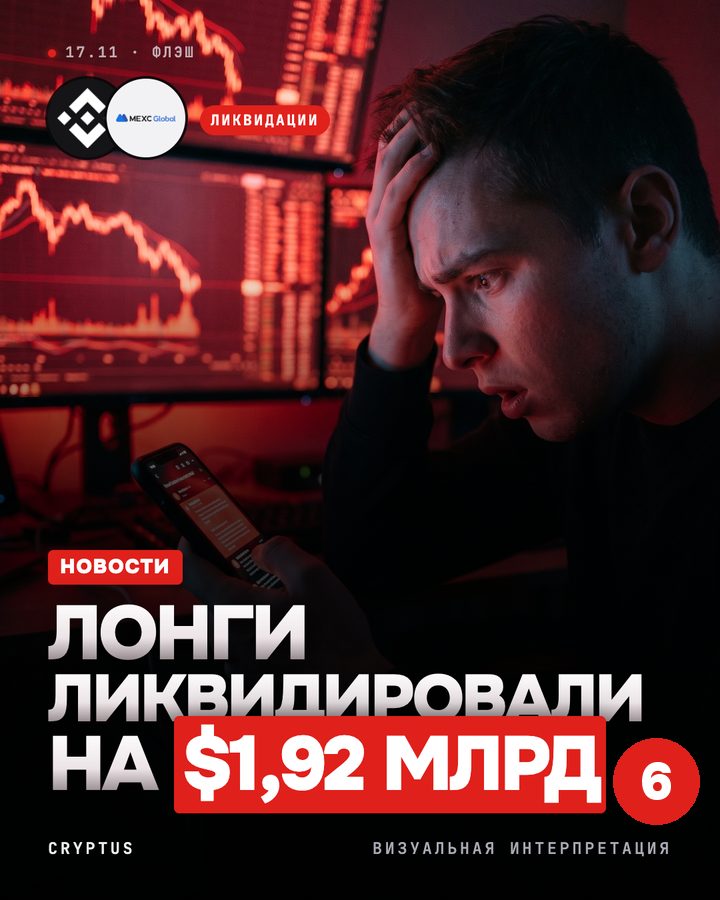 17.11 · ФЛЭШ
MEXC Global
ЛИКВИДАЦИИ
НОВОСТИ
ЛОНГИ
ЛИКВИДИРОВАЛИ
НА $1,92 МЛРД
6
CRYPTUS
ВИЗУАЛЬНАЯ ИНТЕРПРЕТАЦИЯ